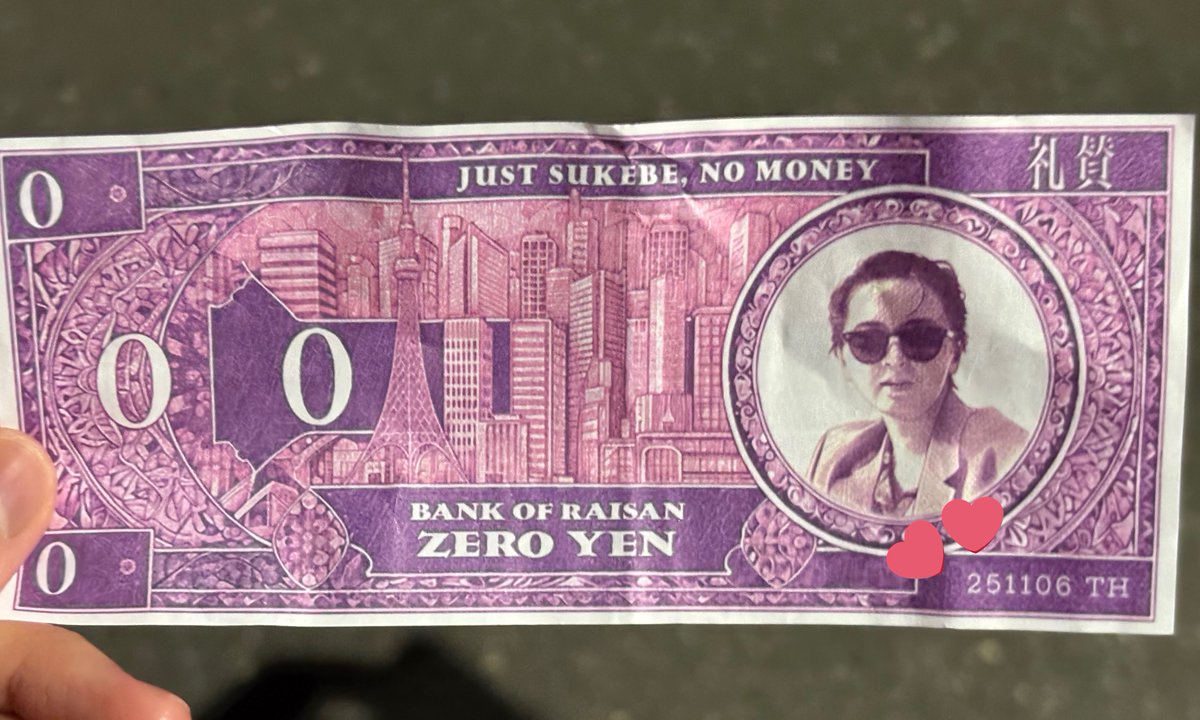 0
JUST SUKEBE, NO MONEY
礼賛
0
0
BANK OF RAISAN
ZERO YEN
0
251106 TH